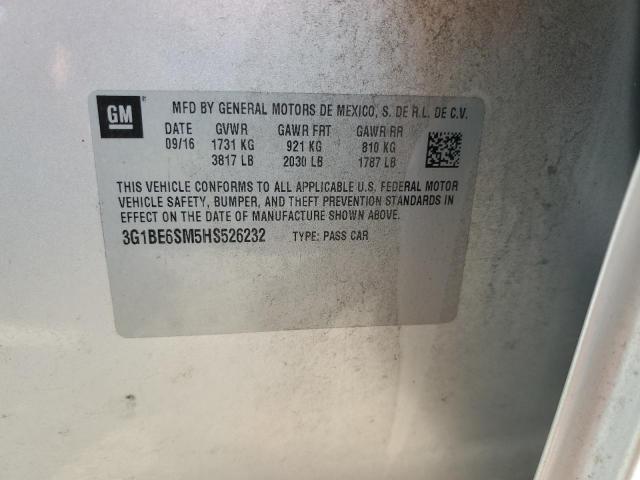 GM
MFD BY GENERAL MOTORS DE MEXICO, S. DE R.L. DE C.V.
DATE GVWR GAWR FRT GAWR RR
09/16 1731 KG 921 KG 810 KG
3817 LB 2030 LB 1787 LB
THIS VEHICLE CONFORMS TO ALL APPLICABLE U.S. FEDERAL MOTOR
VEHICLE SAFETY, BUMPER, AND THEFT PREVENTION STANDARDS IN
EFFECT ON THE DATE OF MANUFACTURE SHOWN ABOVE.
3G1BE6SM5HS526232 TYPE: PASS CAR